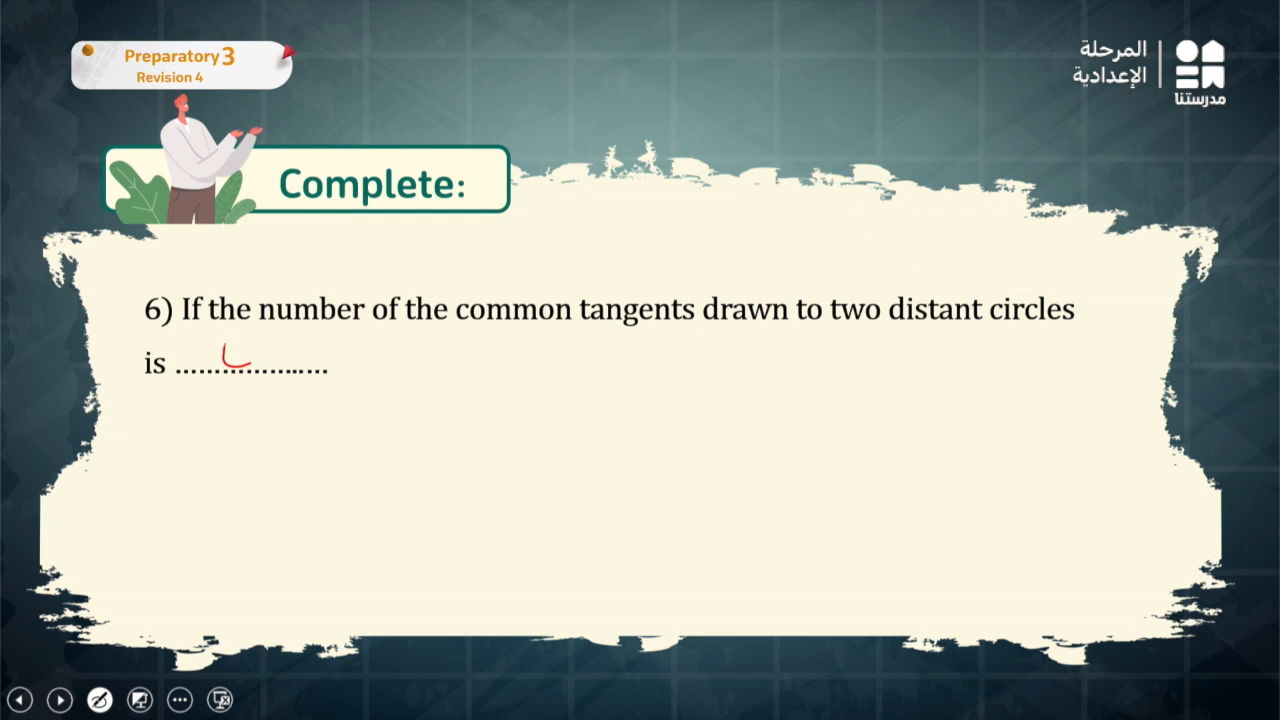 Preparatory 3
Revision 4
المرحلة
الإعدادية
مدرستنا
Complete:
6) If the number of the common tangents drawn to two distant circles
is ......................